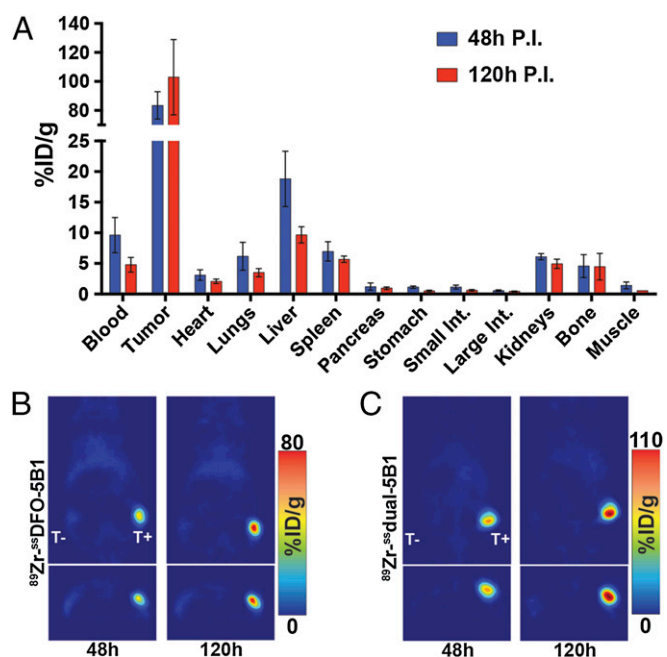 A
140
120
100
80
25
20
15
10
5
0
%ID/g
48h P.I.
120h P.I.
Blood
Tumor
Heart
Lungs
Liver
Spleen
Pancreas
Stomach
Small Int.
Large Int.
Kidneys
Bone
Muscle
B
⁸⁹Zr-ˢˢDFO-5B1
T-
T+
48h
120h
80
%ID/g
0
C
⁸⁹Zr-ˢˢdual-5B1
T-
T+
48h
120h
110
%ID/g
0